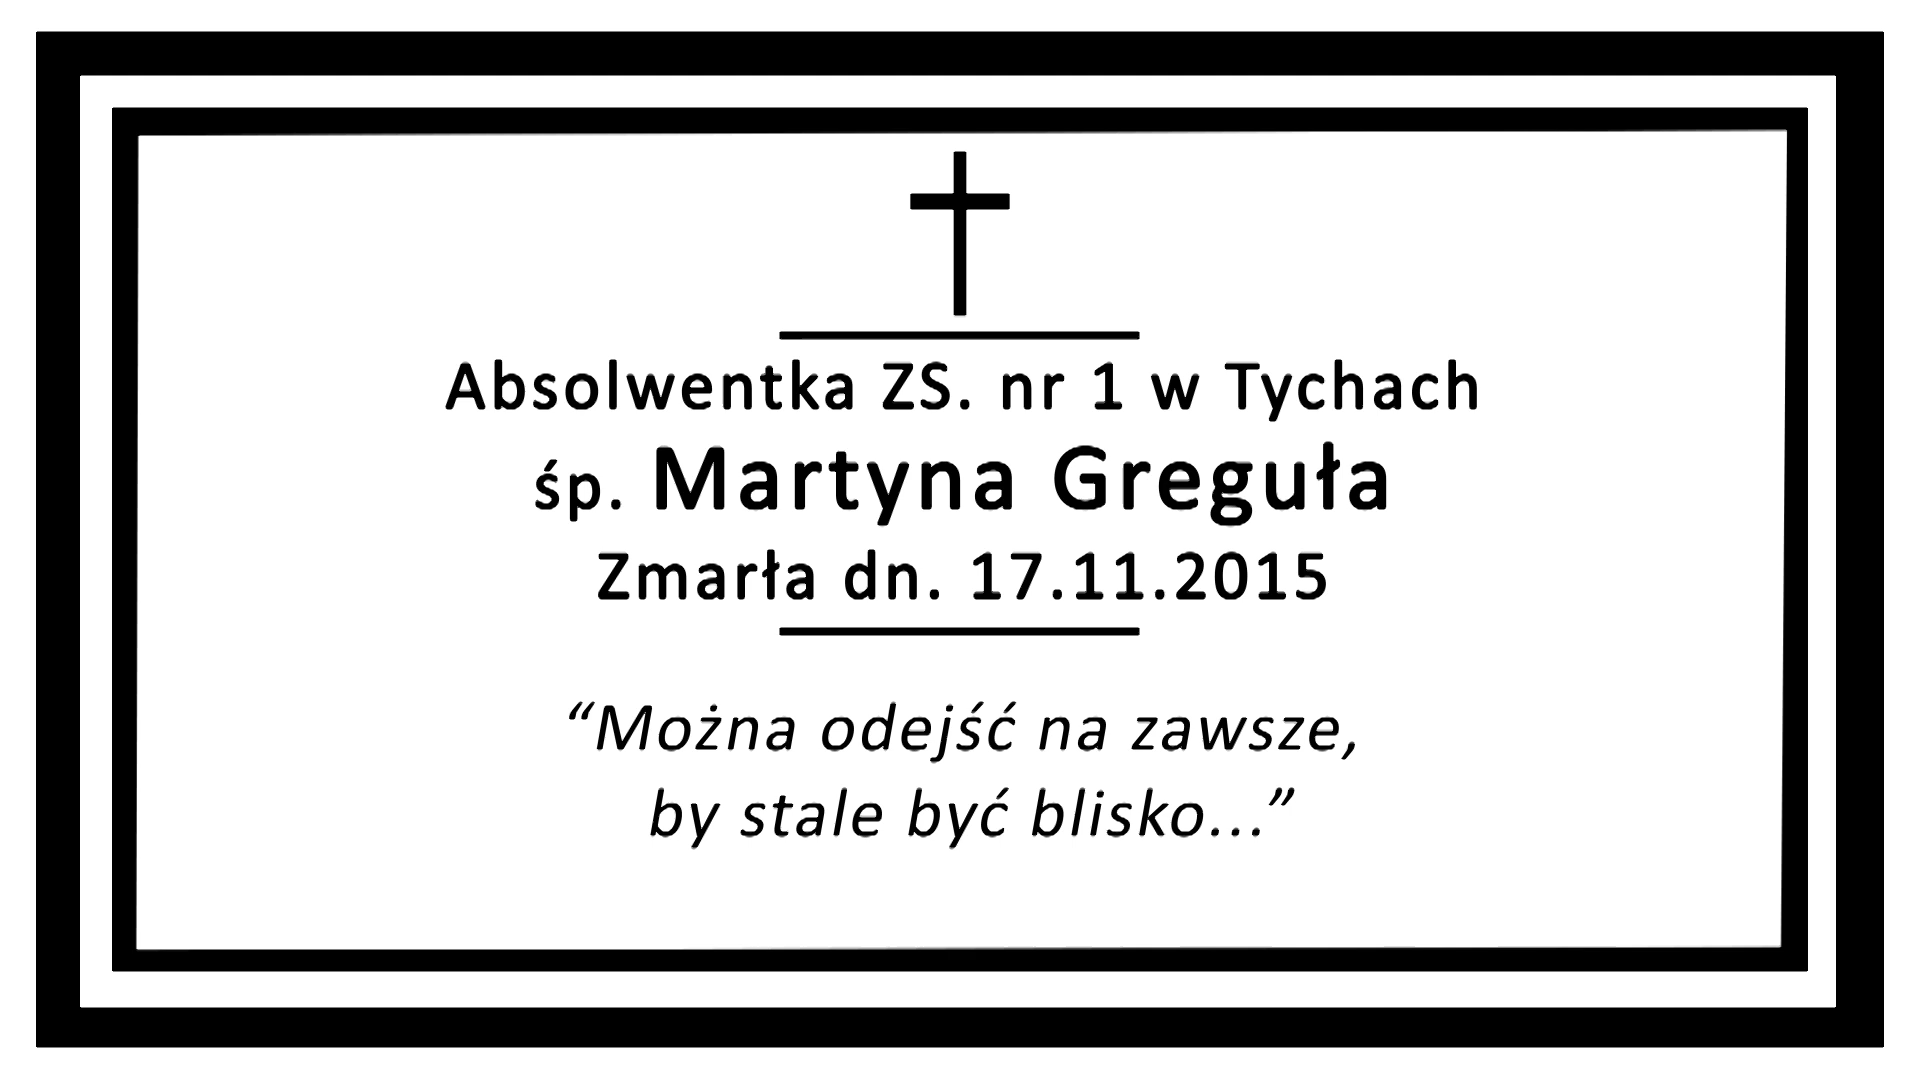 Absolwentka ZS. nr 1 w Tychach
śp. Martyna Greguła
Zmarła dn. 17.11.2015
“Można odejść na zawsze,
by stale być blisko...”